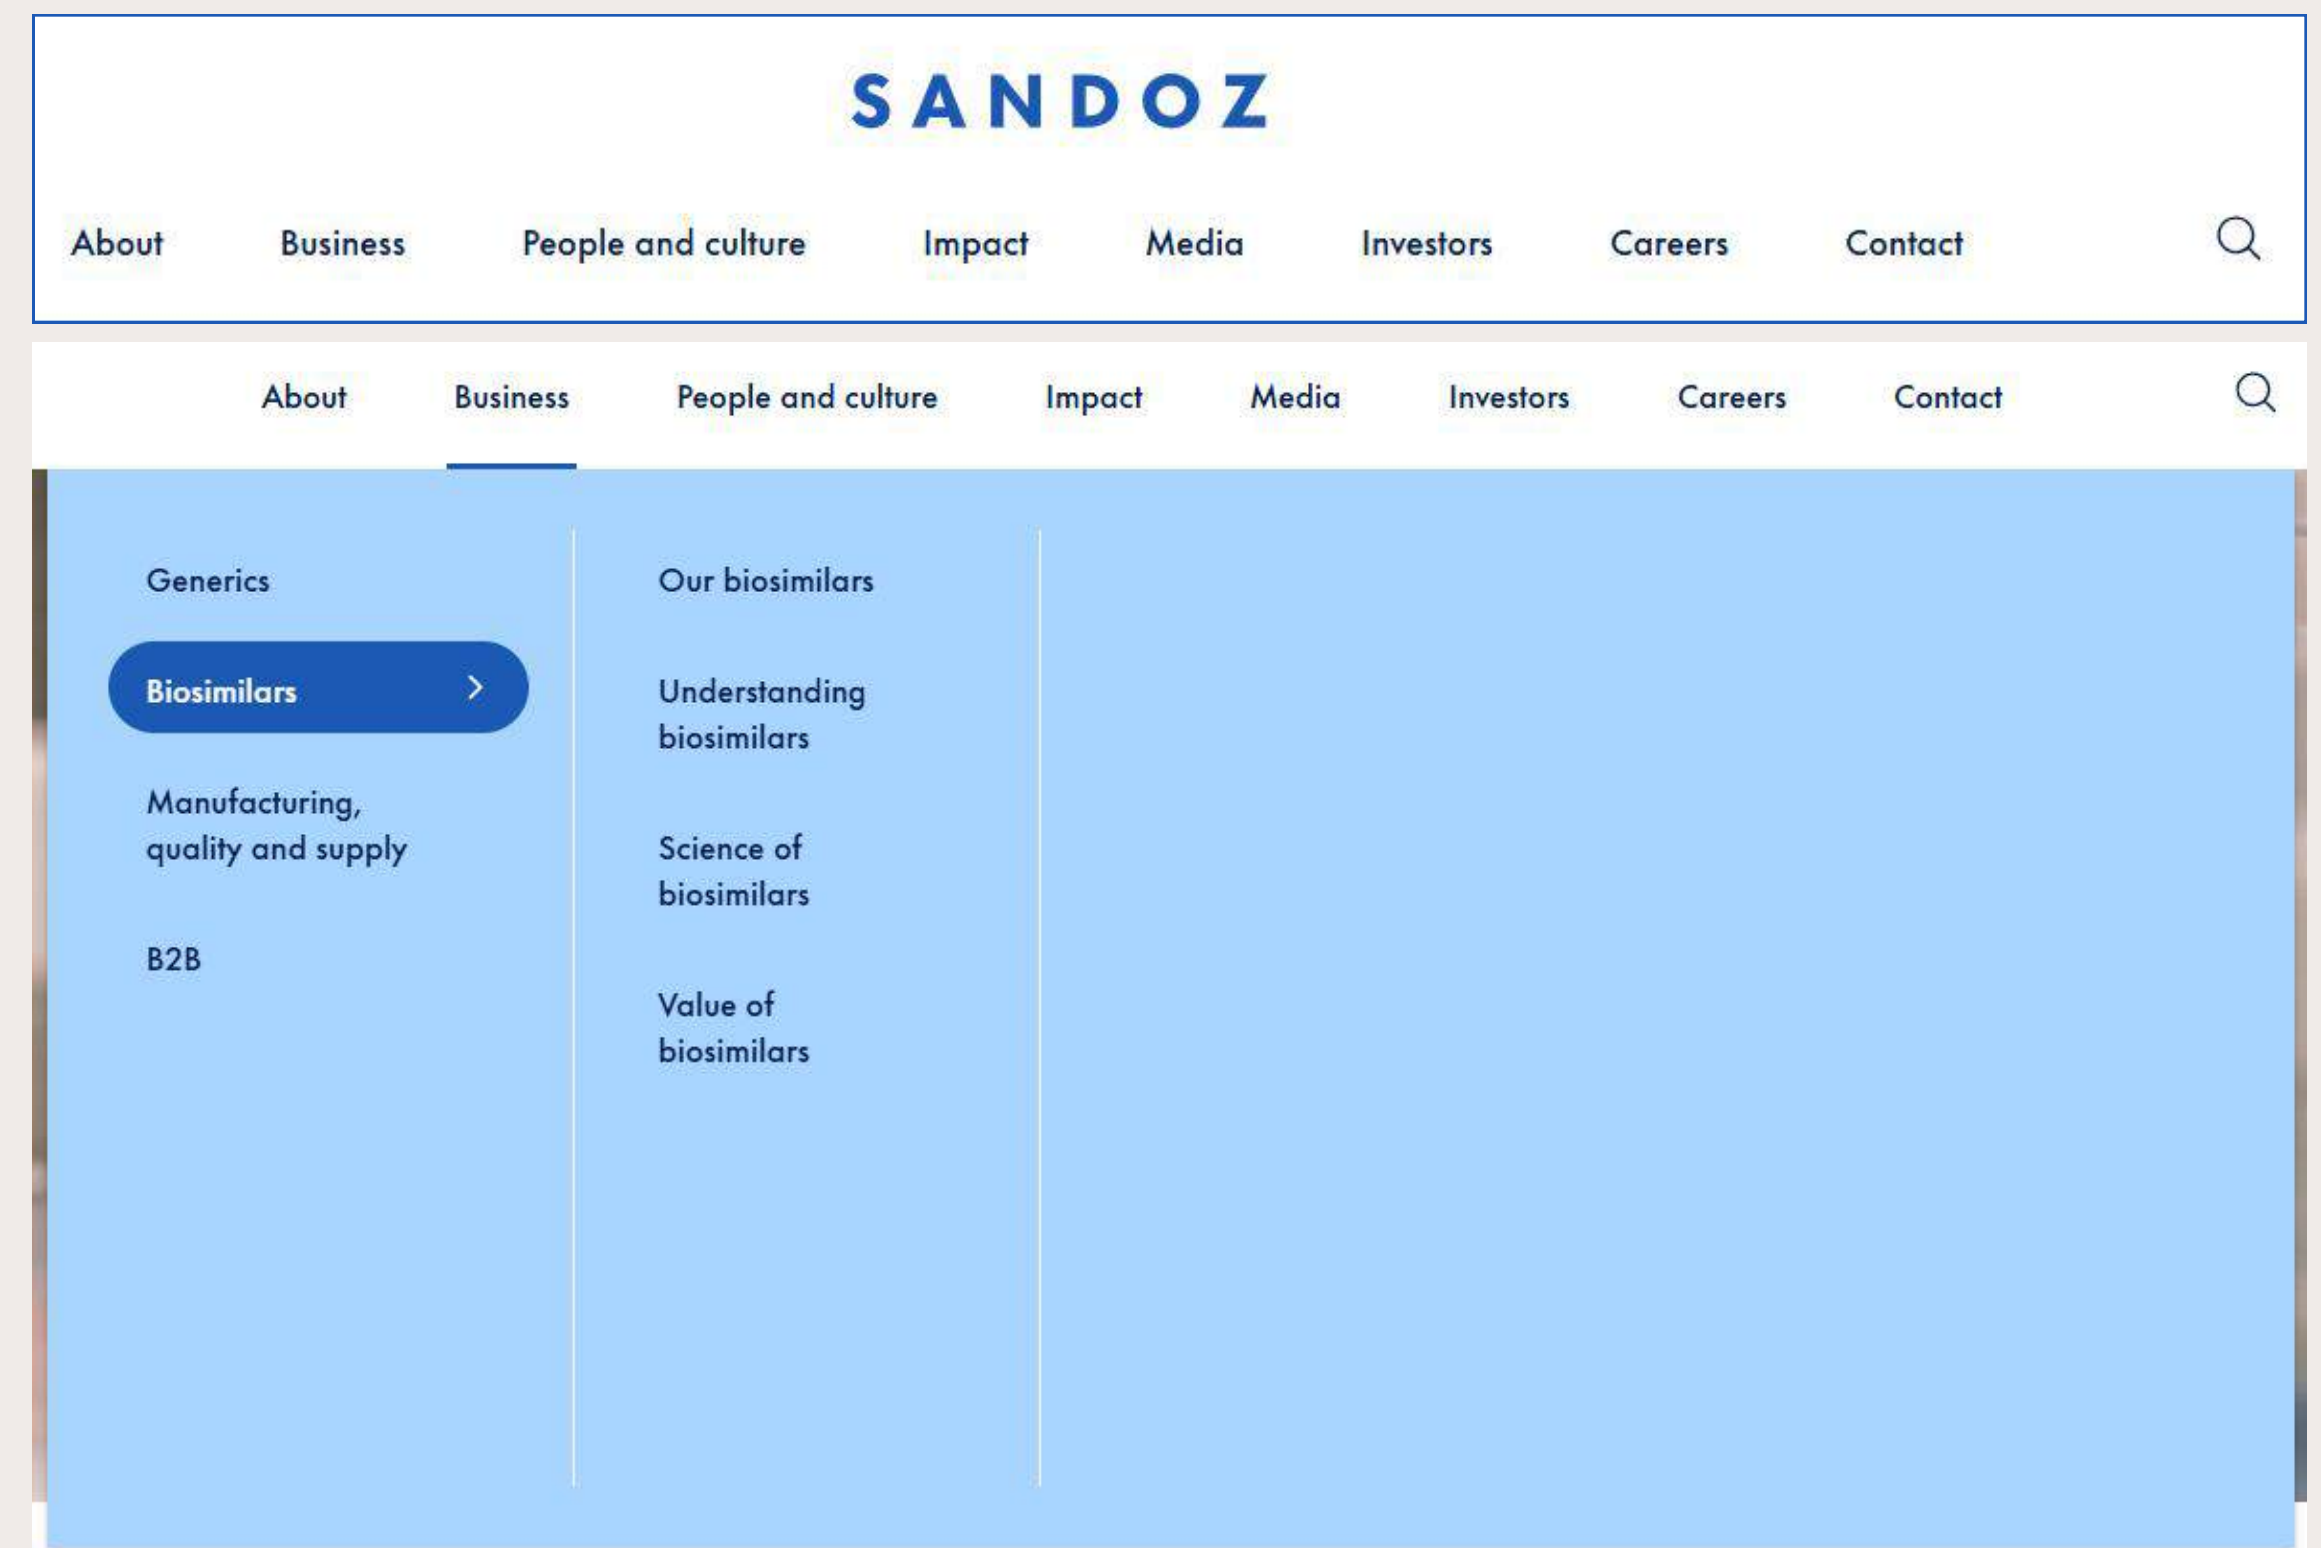 SANDOZ
About Business People and culture Impact Media Investors Careers Contact
About Business People and culture Impact Media Investors Careers Contact
Generics
Biosimilars
Manufacturing,
quality and supply
B2B
Our biosimilars
Understanding
biosimilars
Science of
biosimilars
Value of
biosimilars